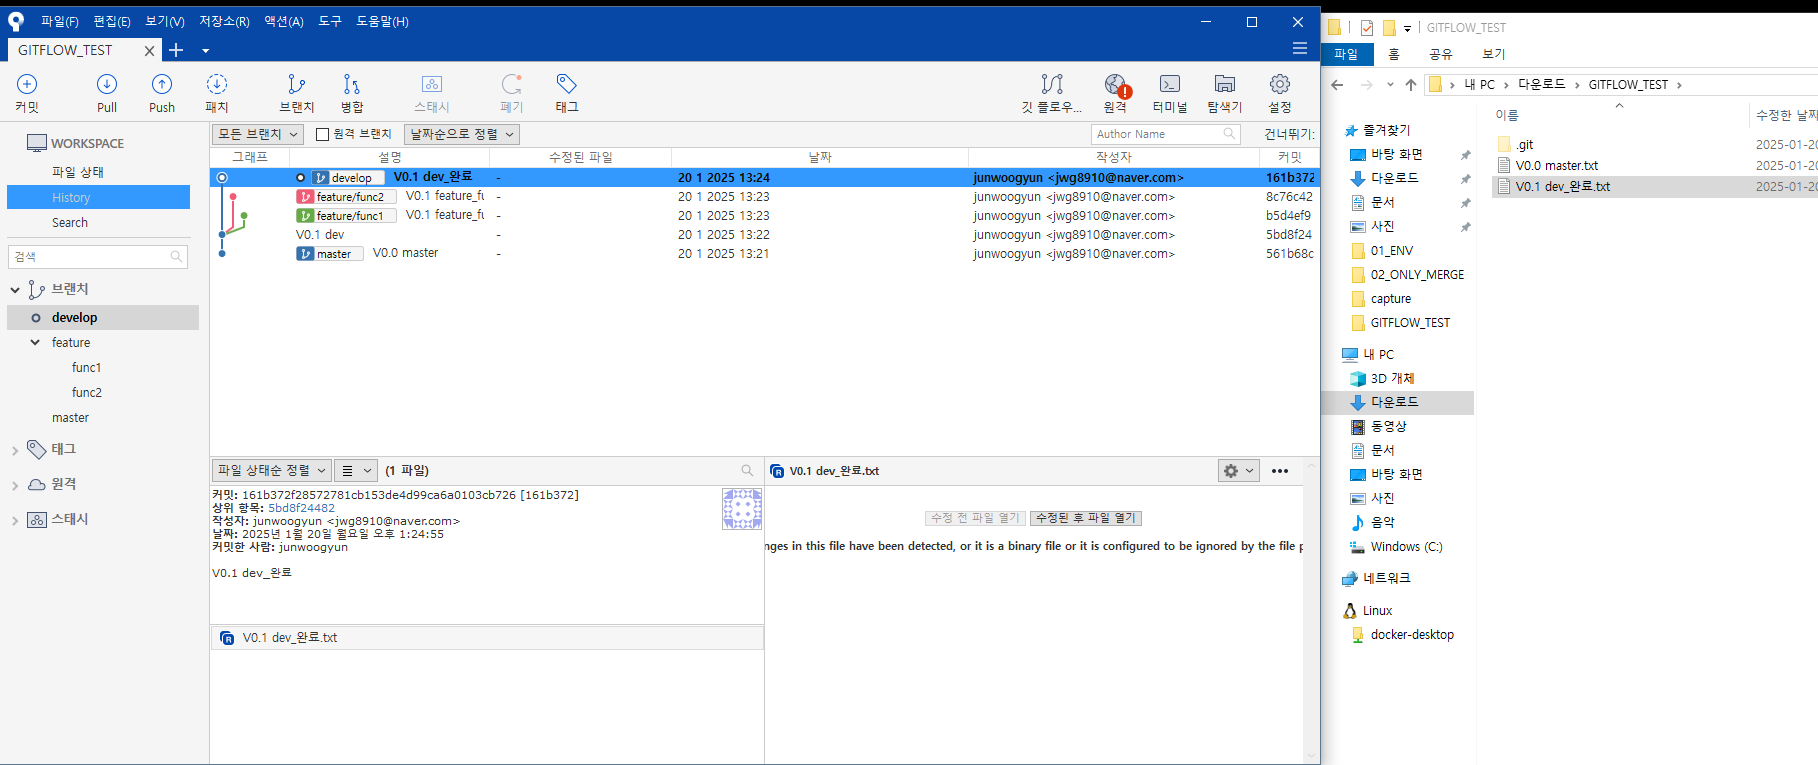 파일(F) 편집(E) 보기(V) 저장소(R) 액션(A) 도구 도움말(H)
GITFLOW_TEST
커밋 Pull Push 패치 브랜치 병합 스태시 폐기 태그 깃 플로우... 원격 터미널 탐색기 설정
WORKSPACE
파일 상태
History
Search
검색
브랜치
develop
feature
func1
func2
master
태그
원격
스태시
모든 브랜치 원격 브랜치 날짜순으로 정렬 Author Name 건너뛰기:
그래프 설명 수정된 파일 날짜 작성자 커밋
develop V0.1 dev_완료 - 20 1 2025 13:24 junwoogyun <jwg8910@naver.com> 161b372
feature/func2 V0.1 feature_fu - 20 1 2025 13:23 junwoogyun <jwg8910@naver.com> 8c76c42
feature/func1 V0.1 feature_fu - 20 1 2025 13:23 junwoogyun <jwg8910@naver.com> b5d4ef9
V0.1 dev - 20 1 2025 13:22 junwoogyun <jwg8910@naver.com> 5bd8f24
master V0.0 master - 20 1 2025 13:21 junwoogyun <jwg8910@naver.com> 561b68c
파일 상태순 정렬 (1 파일)
커밋: 161b372f28572781cb153de4d99ca6a0103cb726 [161b372]
상위 항목: 5bd8f24482
작성자: junwoogyun <jwg8910@naver.com>
날짜: 2025년 1월 20일 월요일 오후 1:24:55
커밋한 사람: junwoogyun
V0.1 dev_완료
V0.1 dev_완료.txt
V0.1 dev_완료.txt
수정 전 파일 열기 수정된 후 파일 열기
nges in this file have been detected, or it is a binary file or it is configured to be ignored by the file p
GITFLOW_TEST
파일 홈 공유 보기
내 PC 다운로드 GITFLOW_TEST
즐겨찾기
바탕 화면
다운로드
문서
사진
01_ENV
02_ONLY_MERGE
capture
GITFLOW_TEST
내 PC
3D 개체
다운로드
동영상
문서
바탕 화면
사진
음악
Windows (C:)
네트워크
Linux
docker-desktop
이름 수정한 날짜
.git 2025-01-20
V0.0 master.txt 2025-01-20
V0.1 dev_완료.txt 2025-01-20